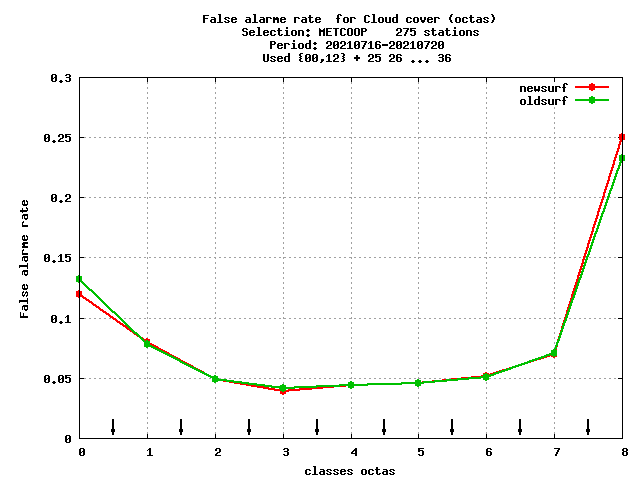 False alarme rate  for Cloud cover (octas)
Selection: METCOOP    275 stations
Period: 20210716-20210720
Used {00,12} + 25 26 ... 36
newsurf
oldsurf
0.3
0.25
0.2
0.15
0.1
0.05
0
False alarme rate
0 1 2 3 4 5 6 7 8
classes octas